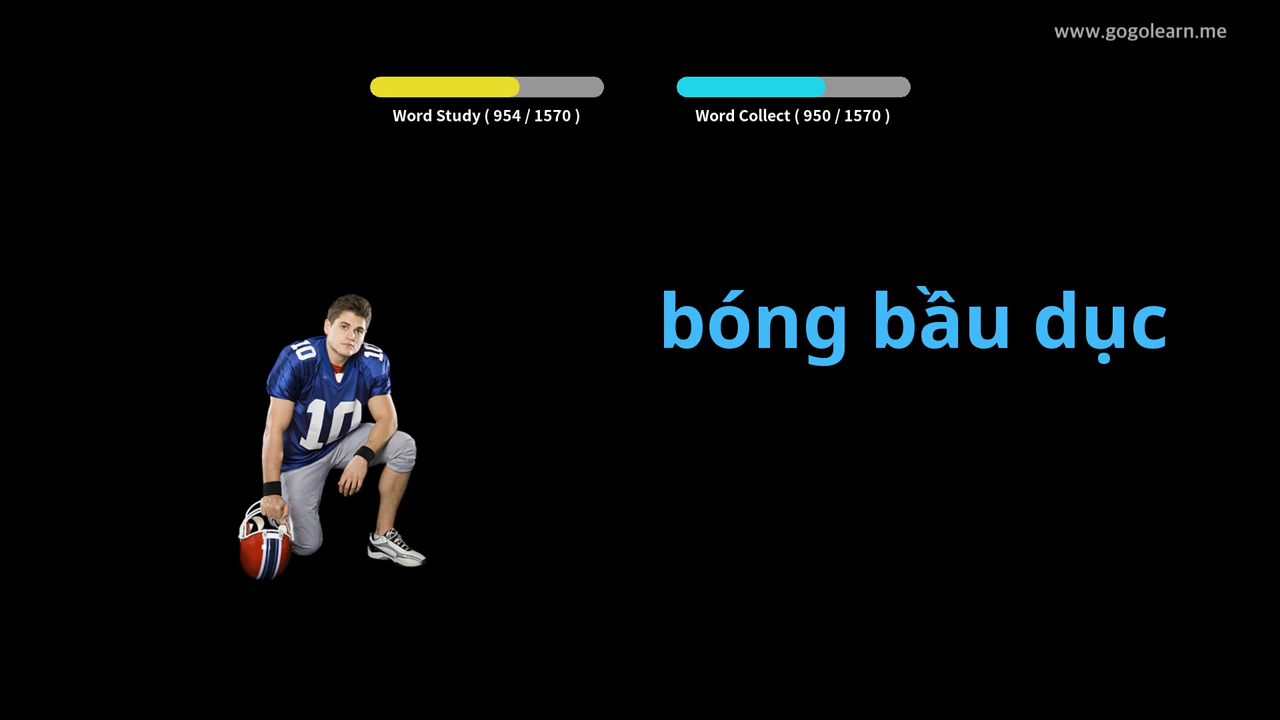 www.gogolearn.me
Word Study ( 954 / 1570 )
Word Collect ( 950 / 1570 )
bóng bầu dục
10
10
10